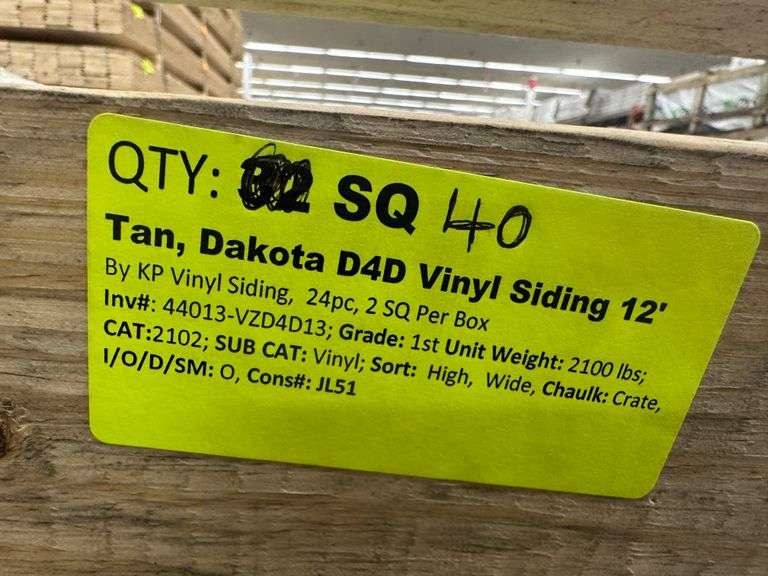 QTY: SQ 40
Tan, Dakota D4D Vinyl Siding 12'
By KP Vinyl Siding, 24pc, 2 SQ Per Box
Inv#: 44013-VZD4D13; Grade: 1st Unit Weight: 2100 lbs;
CAT:2102; SUB CAT: Vinyl; Sort: High, Wide, Chaulk: Crate,
I/O/D/SM: O, Cons#: JL51